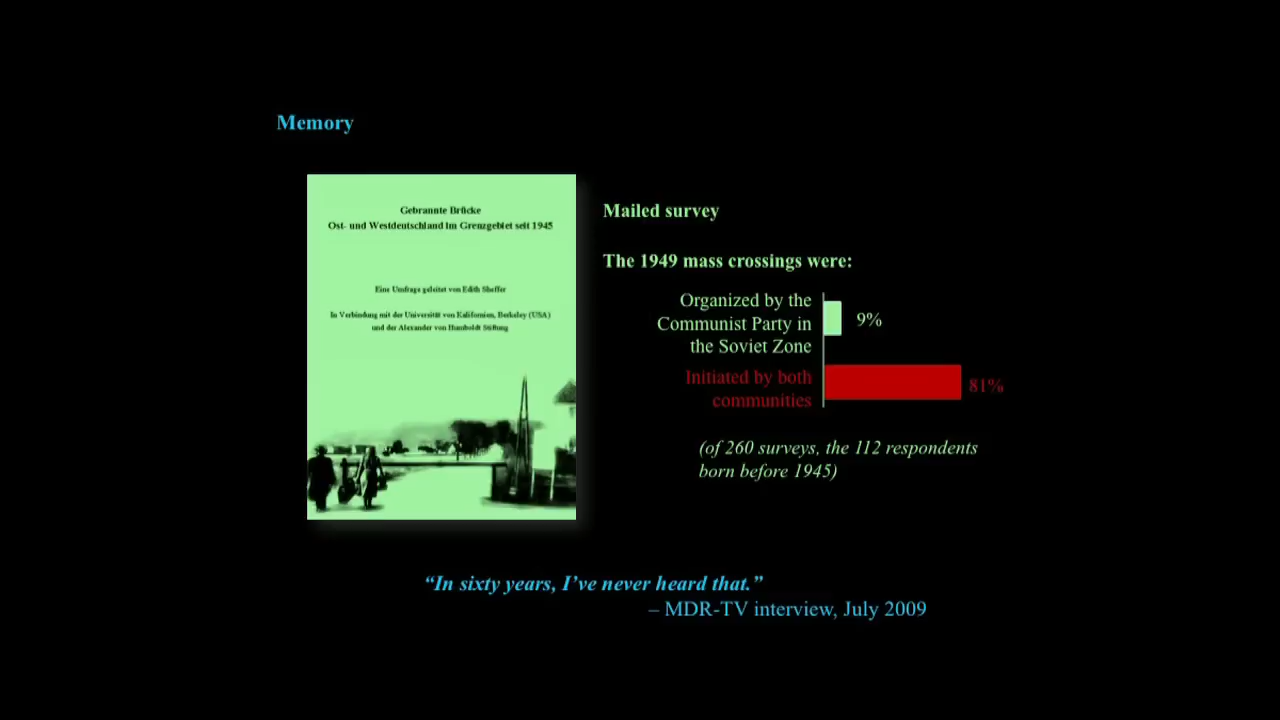 Memory
Gebrannte Brücke
Ost- und Westdeutschland im Grenzgebiet seit 1945
Eine Umfrage geleitet von Edith Sheffer
In Verbindung mit der Universität von Kalifornien, Berkeley (USA)
und der Alexander von Humboldt Stiftung
Mailed survey
The 1949 mass crossings were:
Organized by the
Communist Party in
the Soviet Zone
9%
Initiated by both
communities
81%
(of 260 surveys, the 112 respondents
born before 1945)
“In sixty years, I’ve never heard that.”
– MDR-TV interview, July 2009